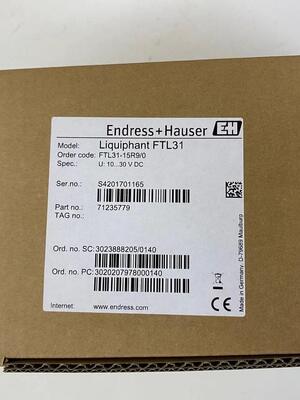 Endress+Hauser EH
Model: Liquiphant FTL31
Order code: FTL31-15R9/0
Spec.: U: 10...30 V DC
Ser.no.: S4201701165
Part no.: 71235779
TAG no.:
Ord. no. SC:3023888205/0140
Ord. no. PC:3020207978000140
Internet: www.endress.com
CE
Made in Germany, D-79689 Maulburg